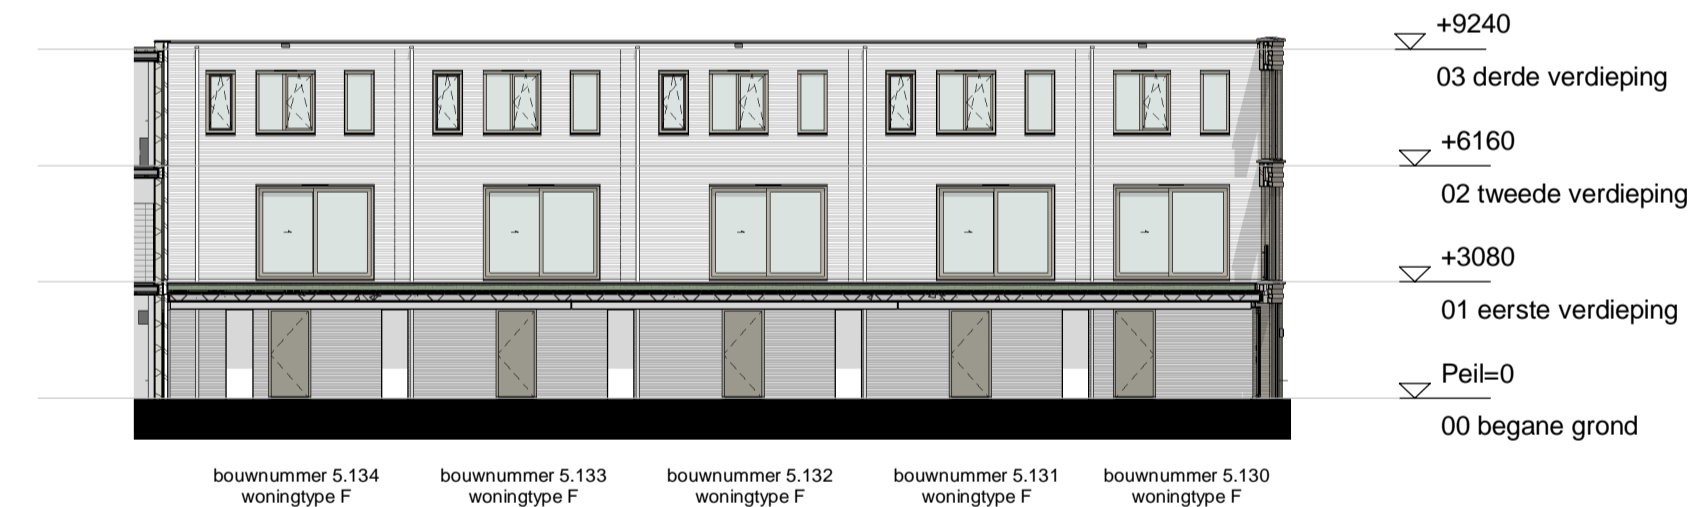 +9240
03 derde verdieping
+6160
02 tweede verdieping
+3080
01 eerste verdieping
Peil=0
00 begane grond
bouwnummer 5.134
woningtype F
bouwnummer 5.133
woningtype F
bouwnummer 5.132
woningtype F
bouwnummer 5.131
woningtype F
bouwnummer 5.130
woningtype F